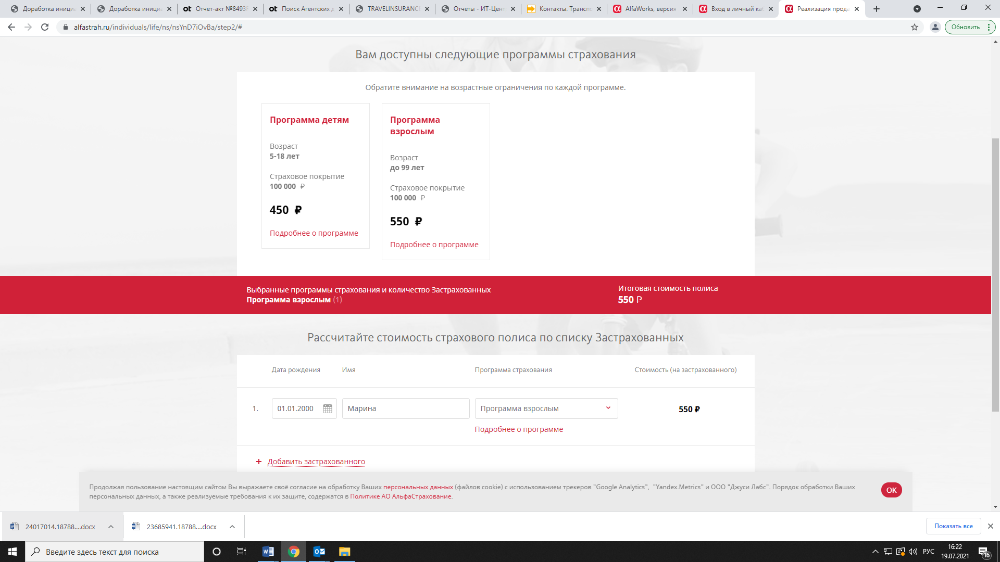 Доработка иници
Доработка иници
Отчет-акт №8493
Поиск Агентских
TRAVELINSURANC
Отчеты - ИТ-Цент
Контакты. Трансп
AlfaWorks, версия
Вход в личный ка
Реализация прод
alfastrah.ru/individuals/life/ns/nsYnD7iOvBa/step2/#
Обновить
Вам доступны следующие программы страхования
Обратите внимание на возрастные ограничения по каждой программе.
Программа детям
Возраст
5-18 лет
Страховое покрытие
100 000 ₽
450 ₽
Подробнее о программе
Программа
взрослым
Возраст
до 99 лет
Страховое покрытие
100 000 ₽
550 ₽
Подробнее о программе
Выбранные программы страхования и количество Застрахованных
Программа взрослым (1)
Итоговая стоимость полиса
550 ₽
Рассчитайте стоимость страхового полиса по списку Застрахованных
Дата рождения Имя Программа страхования Стоимость (на застрахованного)
1. 01.01.2000 Марина Программа взрослым 550 ₽
Подробнее о программе
+ Добавить застрахованного
Продолжая пользование настоящим сайтом Вы выражаете своё согласие на обработку Ваших персональных данных (файлов cookie) с использованием трекеров "Google Analytics", "Yandex.Metrics" и ООО "Джуси Лабс". Порядок обработки Ваших
персональных данных, а также реализуемые требования к их защите, содержатся в Политике АО АльфаСтрахование.
OK
24017014.18788....docx
23685941.18788....docx
Показать все
Введите здесь текст для поиска
РУС
16:22
19.07.2021
16